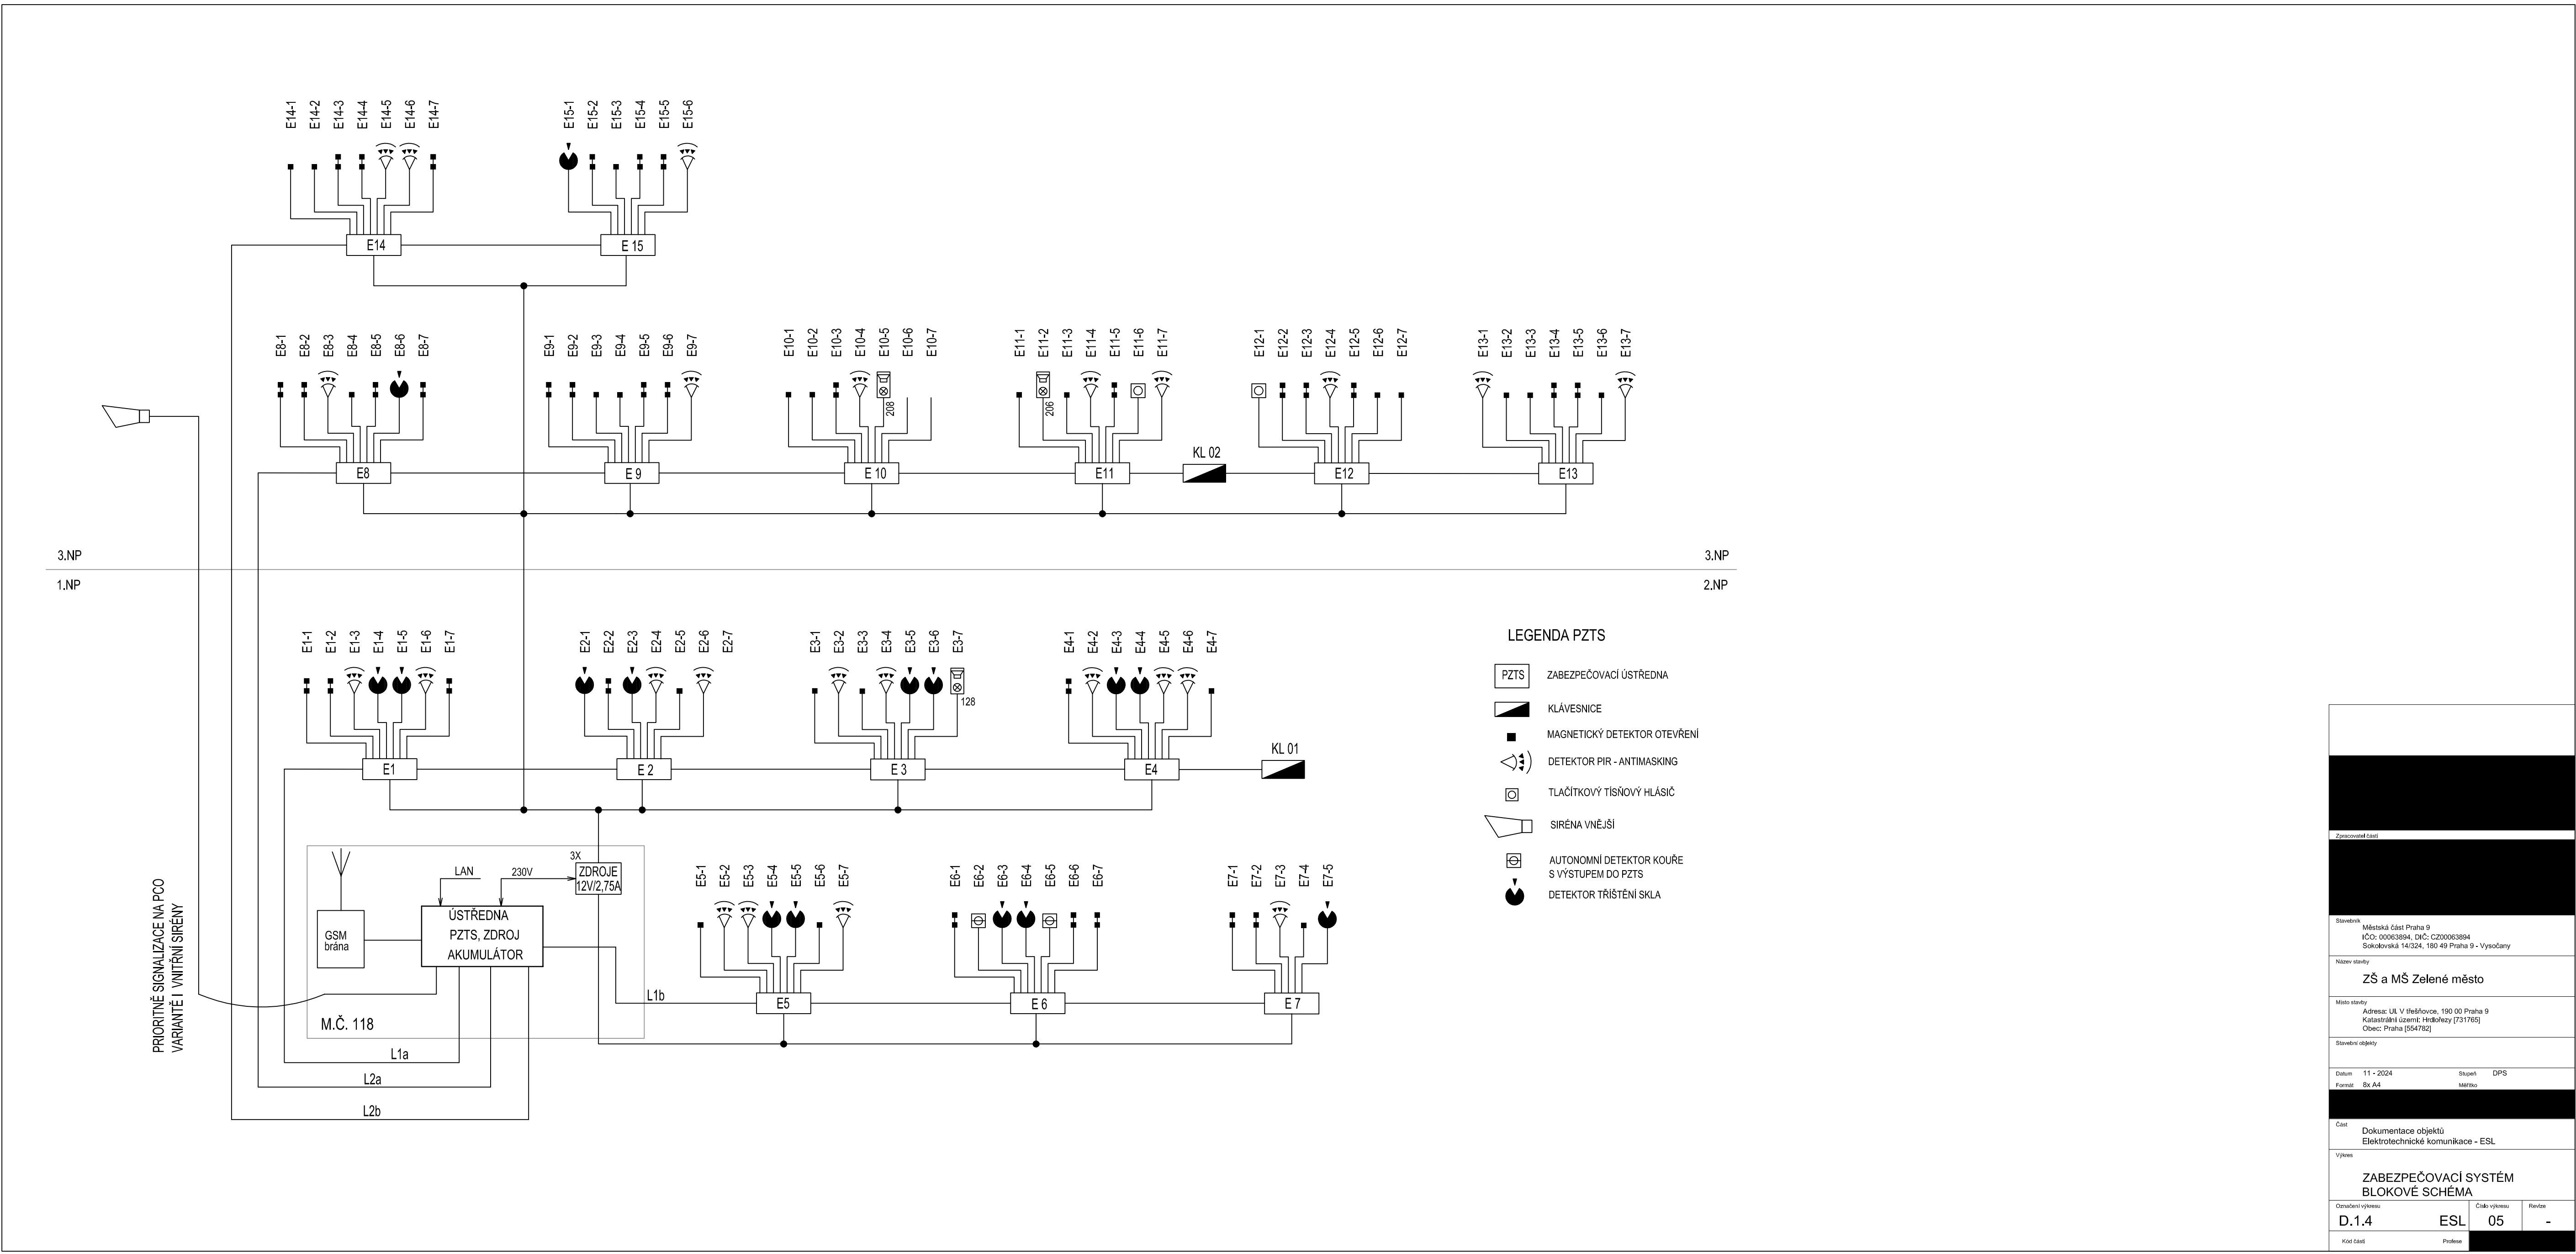 E14-1
E14-2
E14-3
E14-4
E14-5
E14-6
E14-7
E15-1
E15-2
E15-3
E15-4
E15-5
E15-6
E14
E 15
E8-1
E8-2
E8-3
E8-4
E8-5
E8-6
E8-7
E9-1
E9-2
E9-3
E9-4
E9-5
E9-6
E9-7
E10-1
E10-2
E10-3
E10-4
E10-5
E10-6
E10-7
E11-1
E11-2
E11-3
E11-4
E11-5
E11-6
E11-7
E12-1
E12-2
E12-3
E12-4
E12-5
E12-6
E12-7
E13-1
E13-2
E13-3
E13-4
E13-5
E13-6
E13-7
208
206
KL 02
E8
E 9
E 10
E11
E12
E13
3.NP
3.NP
1.NP
2.NP
E1-1
E1-2
E1-3
E1-4
E1-5
E1-6
E1-7
E2-1
E2-2
E2-3
E2-4
E2-5
E2-6
E2-7
E3-1
E3-2
E3-3
E3-4
E3-5
E3-6
E3-7
E4-1
E4-2
E4-3
E4-4
E4-5
E4-6
E4-7
128
KL 01
E1
E 2
E 3
E4
LEGENDA PZTS
PZTS
ZABEZPEČOVACÍ ÚSTŘEDNA
KLÁVESNICE
MAGNETICKÝ DETEKTOR OTEVŘENÍ
DETEKTOR PIR - ANTIMASKING
TLAČÍTKOVÝ TÍSŇOVÝ HLÁSIČ
SIRÉNA VNĚJŠÍ
AUTONOMNÍ DETEKTOR KOUŘE
S VÝSTUPEM DO PZTS
DETEKTOR TŘÍŠTĚNÍ SKLA
PRIORITNĚ SIGNALIZACE NA PCO
VARIANTĚ I VNITŘNÍ SIRÉNY
LAN
230V
3X
ZDROJE
12V/2,75A
GSM
brána
ÚSTŘEDNA
PZTS, ZDROJ
AKUMULÁTOR
M.Č. 118
L1b
L1a
L2a
L2b
E5-1
E5-2
E5-3
E5-4
E5-5
E5-6
E5-7
E6-1
E6-2
E6-3
E6-4
E6-5
E6-6
E6-7
E7-1
E7-2
E7-3
E7-4
E7-5
E5
E 6
E 7
Zpracovatel části
Stavebník
Městská část Praha 9
IČO: 00063894, DIČ: CZ00063894
Sokolovská 14/324, 180 49 Praha 9 - Vysočany
Název stavby
ZŠ a MŠ Zelené město
Místo stavby
Adresa: Ul. V třešňovce, 190 00 Praha 9
Katastrální území: Hrdlořezy [731765]
Obec: Praha [554782]
Stavební objekty
Datum 11 - 2024 Stupeň DPS
Formát 8x A4 Měřítko
Část
Dokumentace objektů
Elektrotechnické komunikace - ESL
Výkres
ZABEZPEČOVACÍ SYSTÉM
BLOKOVÉ SCHÉMA
Označení výkresu Číslo výkresu Revize
D.1.4 ESL 05 -
Kód části Profese